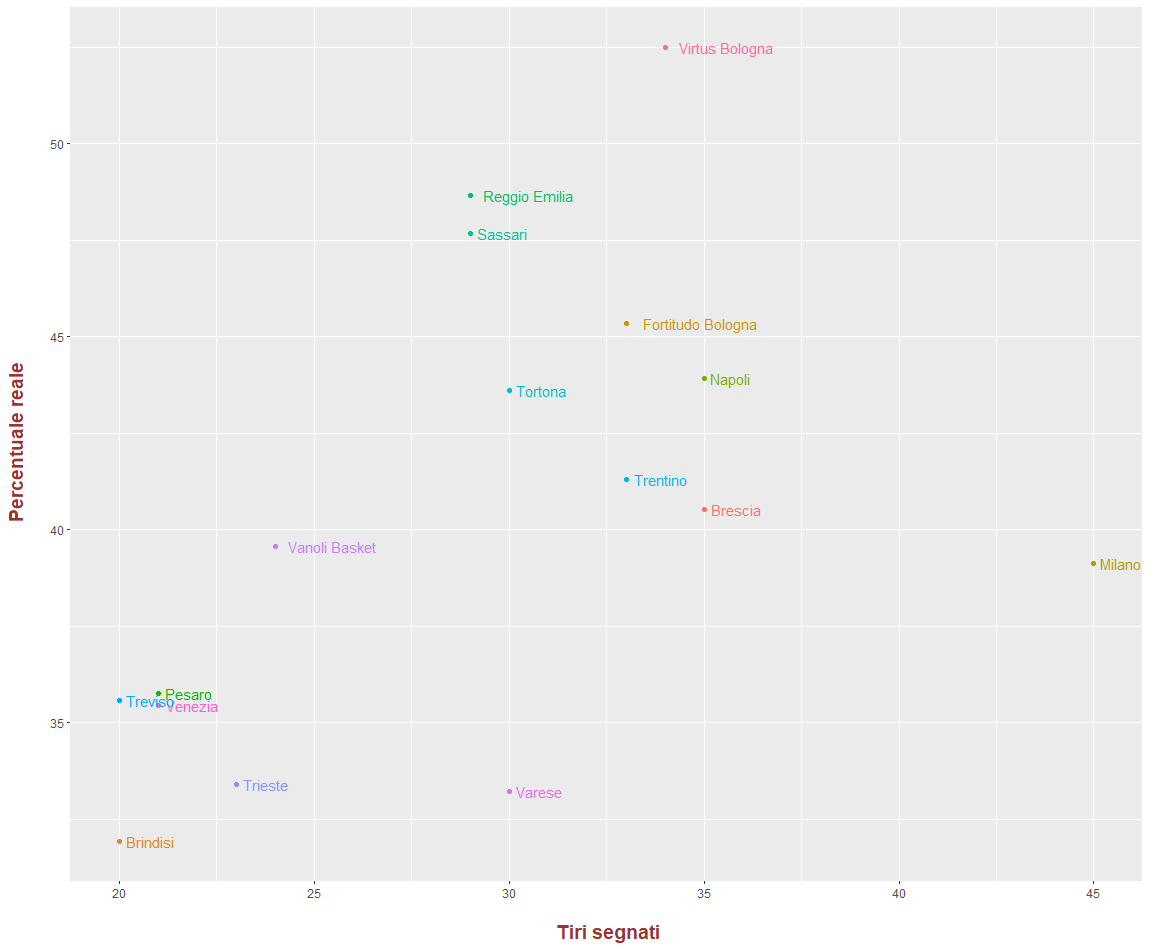 Virtus Bologna
50
Reggio Emilia
Sassari
Fortitudo Bologna
45
Napoli
Tortona
Percentuale reale
Trentino
Brescia
40
Vanoli Basket
Milano
Pesaro
Treviso
Venezia
35
Trieste
Varese
Brindisi
20 25 30 35 40 45
Tiri segnati